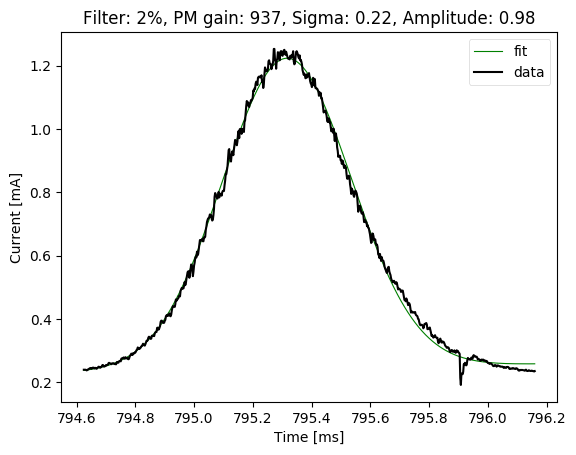 Filter: 2%, PM gain: 937, Sigma: 0.22, Amplitude: 0.98
fit
data
Current [mA]
1.2
1.0
0.8
0.6
0.4
0.2
794.6 794.8 795.0 795.2 795.4 795.6 795.8 796.0 796.2
Time [ms]